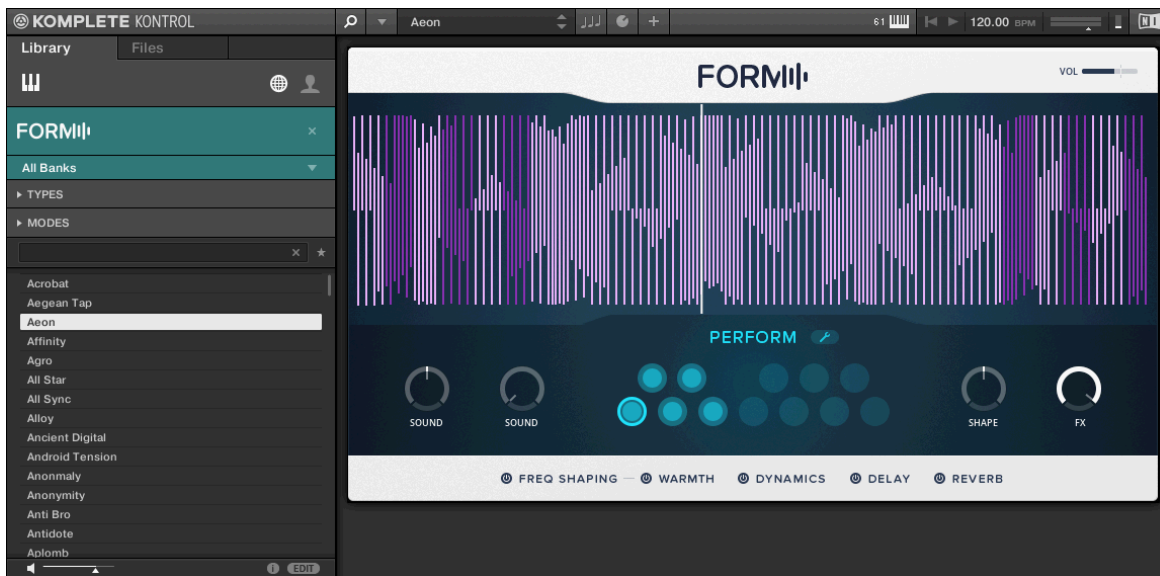 KOMPLETE KONTROL
Aeon
61
120.00 BPM
NI
Library
Files
FORM
All Banks
TYPES
MODES
Acrobat
Aegean Tap
Aeon
Affinity
Agro
All Star
All Sync
Alloy
Ancient Digital
Android Tension
Anonmaly
Anonymity
Anti Bro
Antidote
Aplomb
i
EDIT
FORM
VOL
PERFORM
SOUND
SOUND
SHAPE
FX
FREQ SHAPING
WARMTH
DYNAMICS
DELAY
REVERB